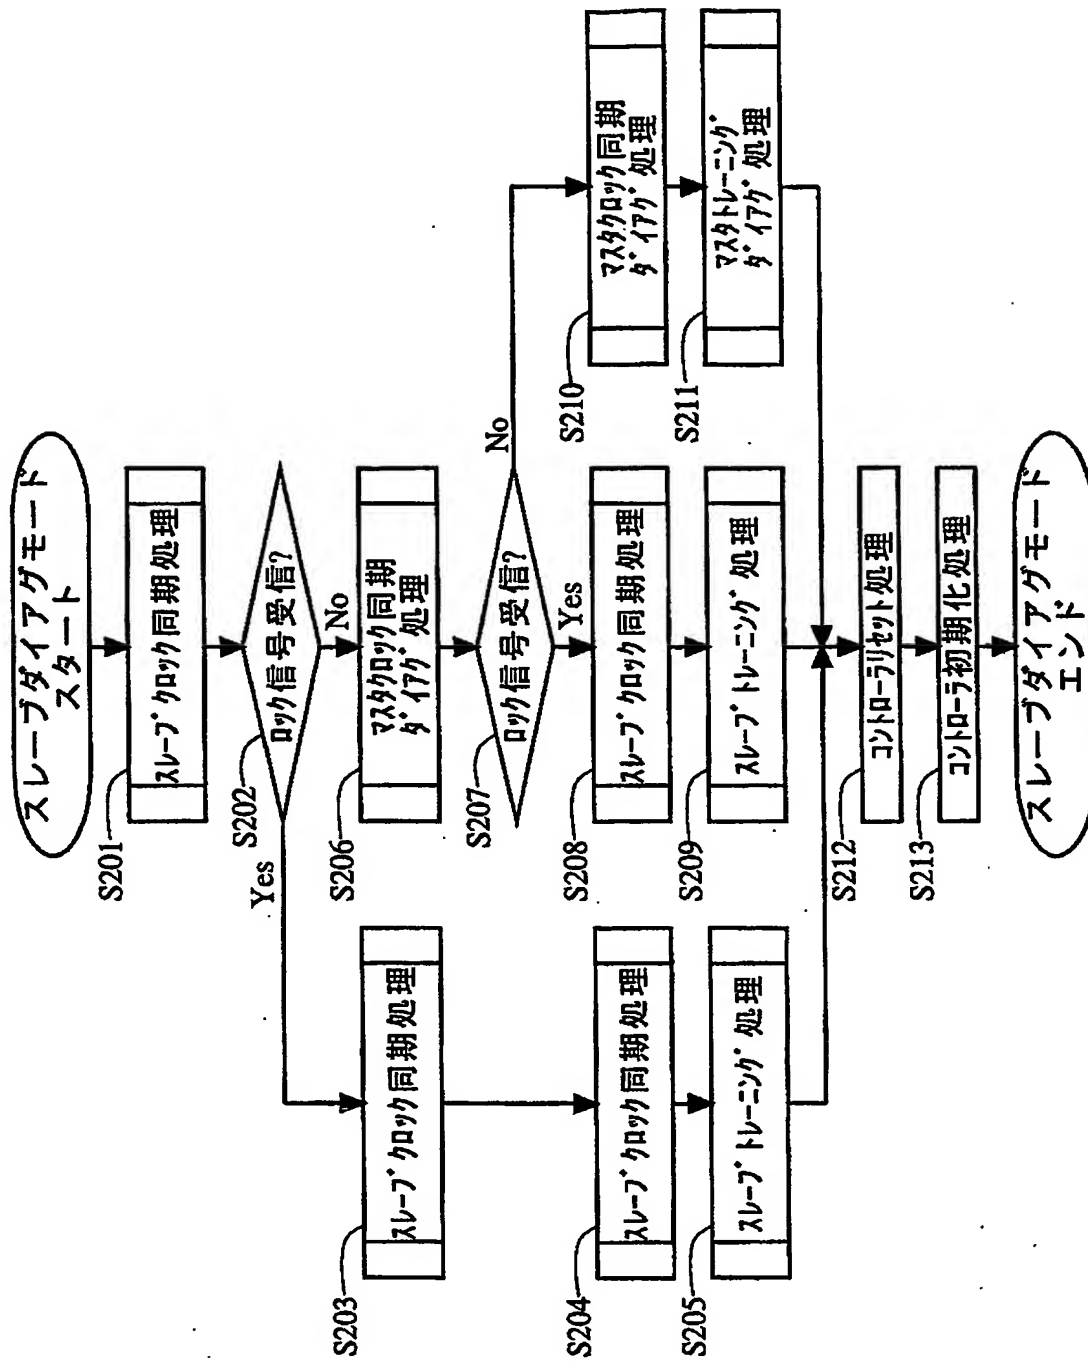 スレーブダイアグモード
スタート
S201
スレーブクロック同期処理
S202
ロック信号受信?
Yes
No
S203
スレーブクロック同期処理
S204
スレーブクロック同期処理
S205
スレーブトレーニング処理
S206
マスタクロック同期
ダイアグ処理
S207
ロック信号受信?
No
Yes
S208
スレーブクロック同期処理
S209
スレーブトレーニング処理
S210
マスタクロック同期
ダイアグ処理
S211
マスタトレーニング
ダイアグ処理
S212
コントローラリセット処理
S213
コントローラ初期化処理
スレーブダイアグモード
エンド